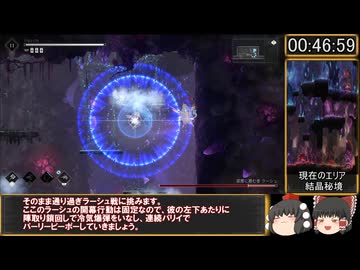 00:46:59
現在のエリア
結晶秘境
そのまま通り過ぎラーシュ戦に挑みます。
ここのラーシュの開幕行動は固定なので、彼の左下あたりに
陣取り鎖回しで冷気爆弾をいなし、連続パリイで
パーリーピーポーしていきましょう。